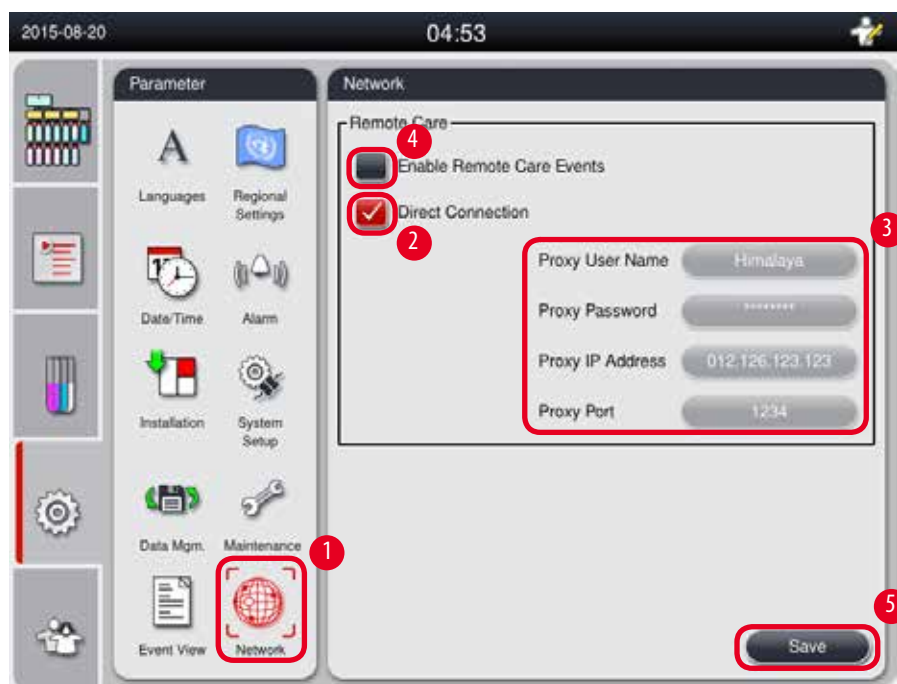 2015-08-20
04:53
Parameter
Network
Remote Care
4
Enable Remote Care Events
Direct Connection
2
3
Languages
Regional
Settings
Date/Time
Alarm
Installation
System
Setup
Data Mgm.
Maintenance
1
Event View
Network
Proxy User Name
Himalaya
Proxy Password
********
Proxy IP Address
012.126.123.123
Proxy Port
1234
5
Save